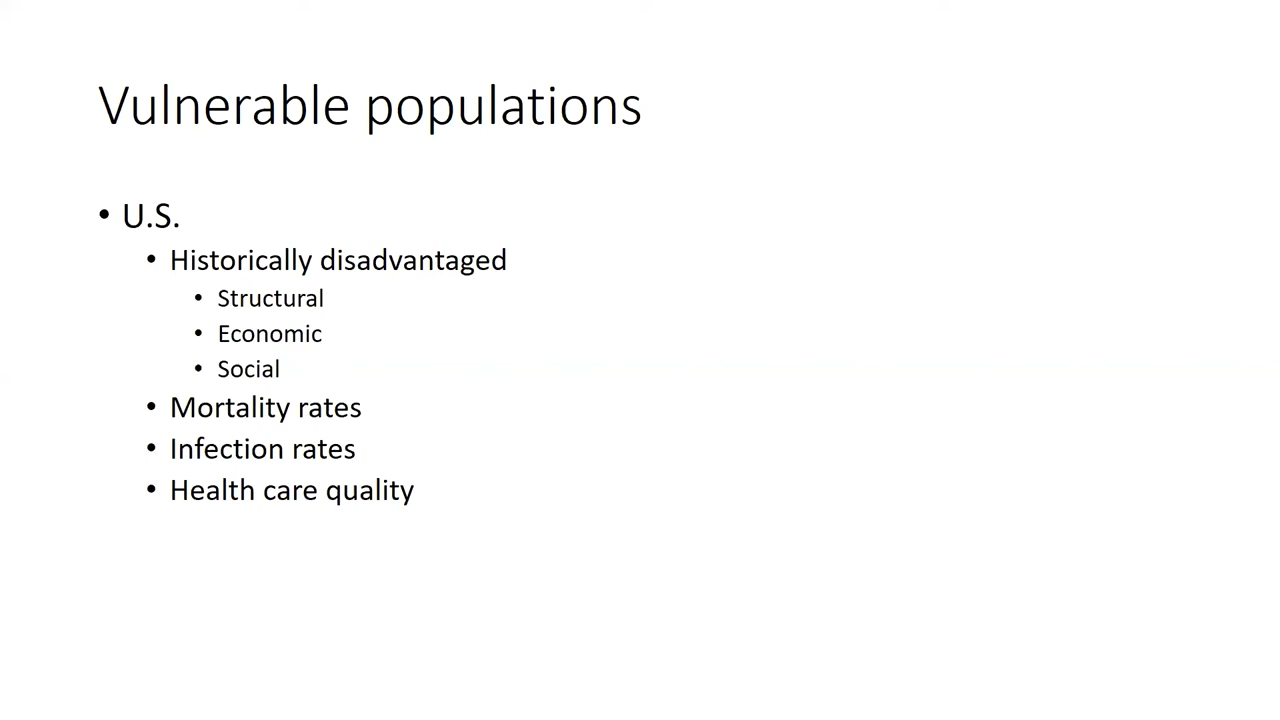 Vulnerable populations
• U.S.
• Historically disadvantaged
• Structural
• Economic
• Social
• Mortality rates
• Infection rates
• Health care quality